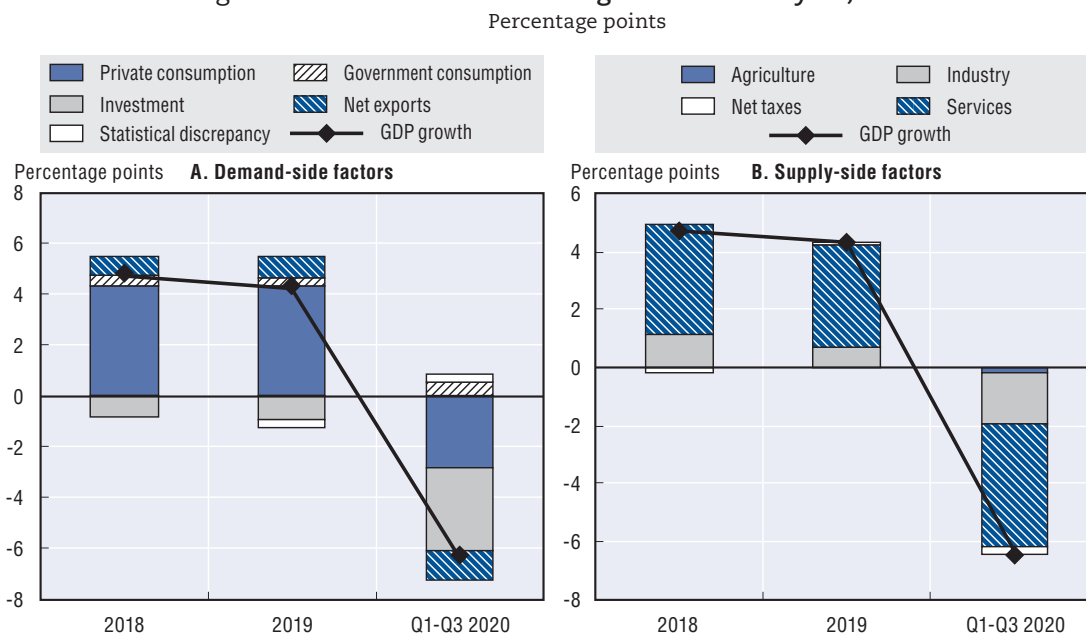 Percentage points
Private consumption
Government consumption
Investment
Net exports
Statistical discrepancy
GDP growth
Agriculture
Industry
Net taxes
Services
GDP growth
Percentage points A. Demand-side factors
8
6
4
2
0
-2
-4
-6
-8
2018 2019 Q1-Q3 2020
Percentage points B. Supply-side factors
6
4
2
0
-2
-4
-6
-8
2018 2019 Q1-Q3 2020